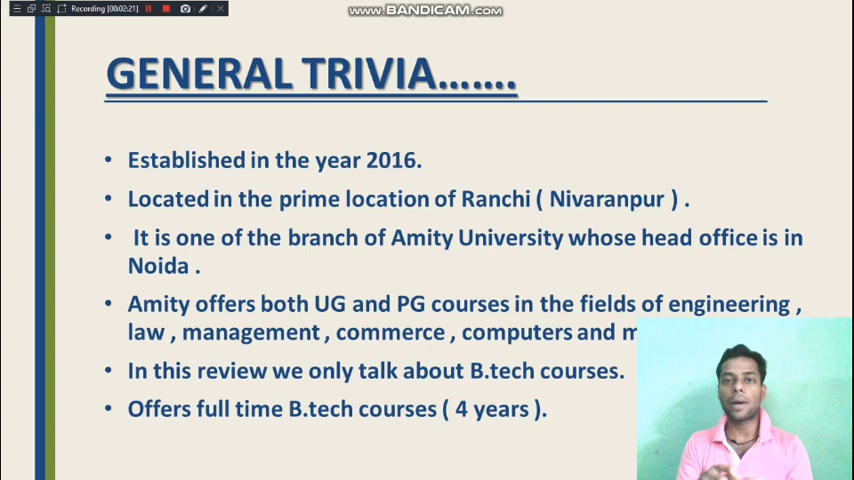 Recording [00:02:21]
www.BANDICAM.com
GENERAL TRIVIA.......
• Established in the year 2016.
• Located in the prime location of Ranchi ( Nivaranpur ) .
• It is one of the branch of Amity University whose head office is in
Noida .
• Amity offers both UG and PG courses in the fields of engineering ,
law , management , commerce , computers and
• In this review we only talk about B.tech courses.
• Offers full time B.tech courses ( 4 years ).